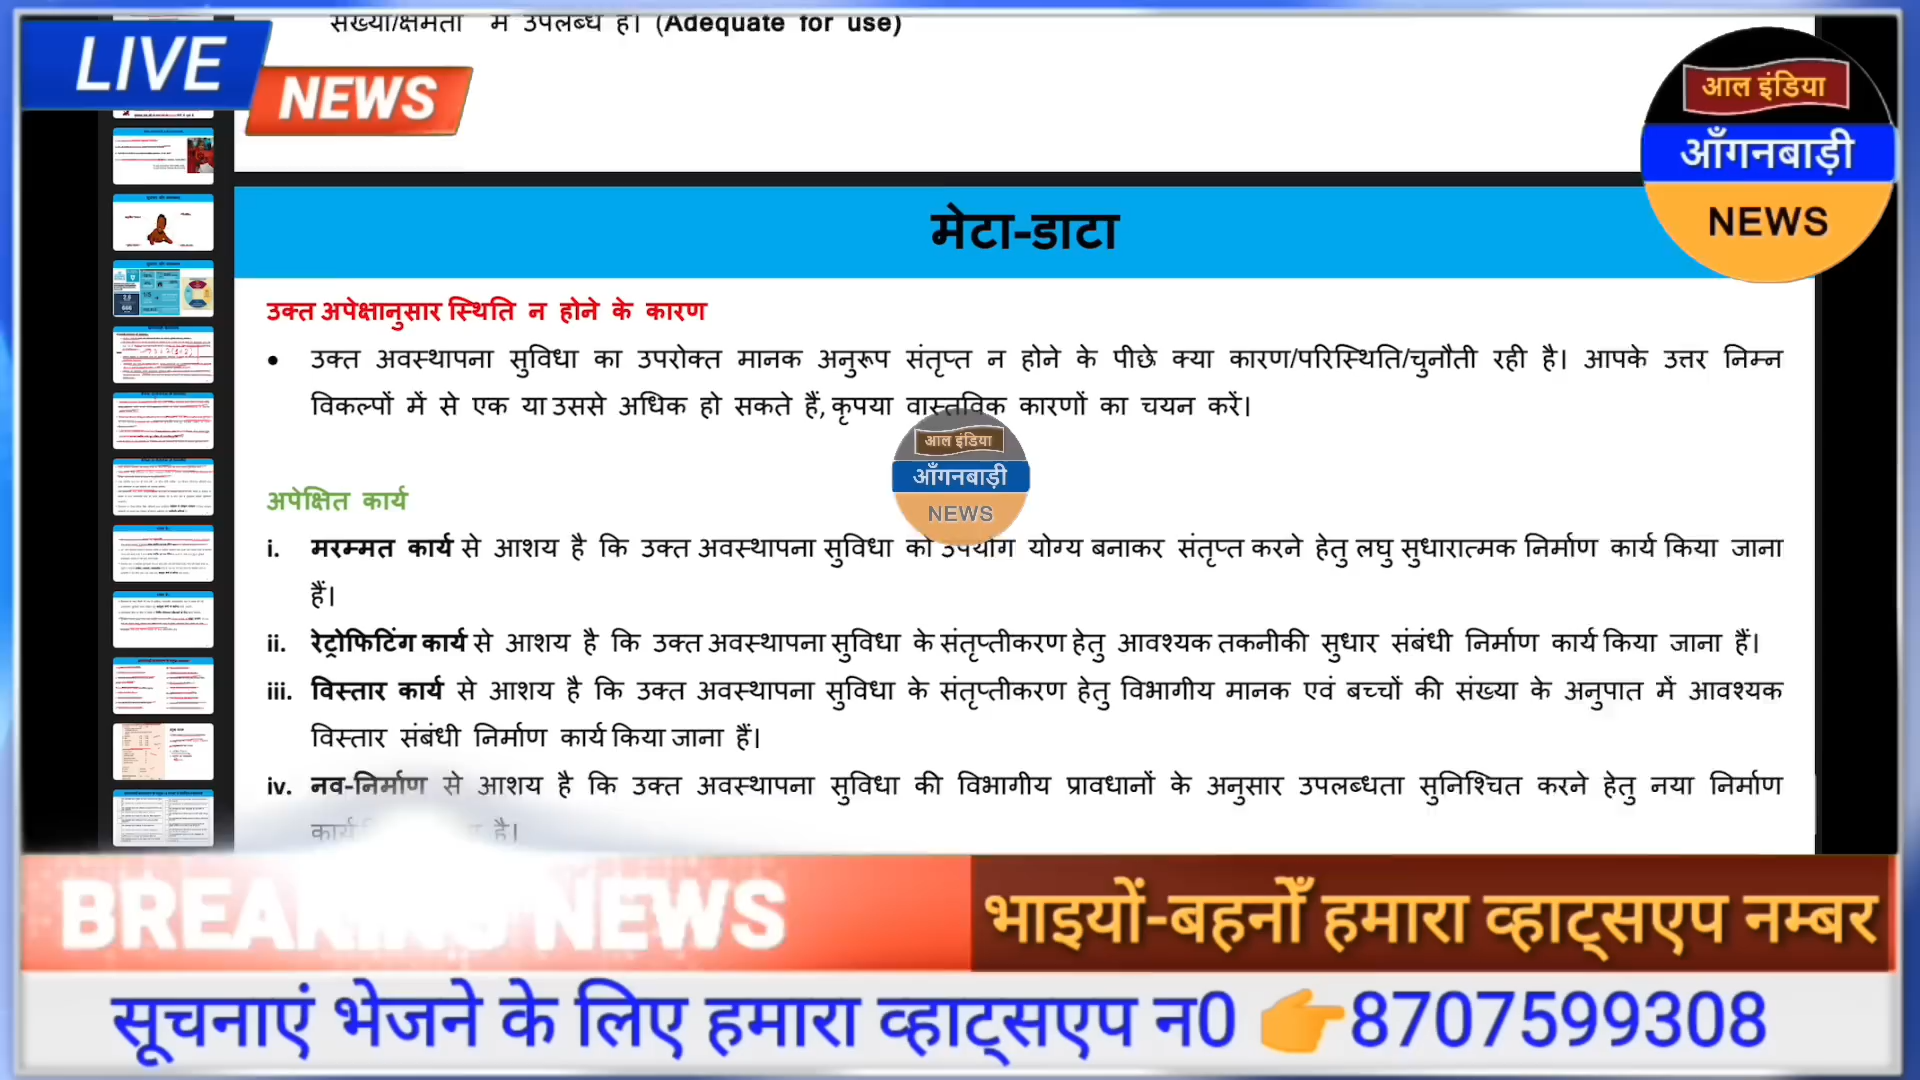 संख्या/क्षमता में उपलब्ध है। (Adequate for use)
LIVE
NEWS
आल इंडिया
आँगनबाड़ी
NEWS
मेटा-डाटा
उक्त अपेक्षानुसार स्थिति न होने के कारण
• उक्त अवस्थापना सुविधा का उपरोक्त मानक अनुरूप संतृप्त न होने के पीछे क्या कारण/परिस्थिति/चुनौती रही है। आपके उत्तर निम्न
विकल्पों में से एक या उससे अधिक हो सकते हैं, कृपया वास्तविक कारणों का चयन करें।
आल इंडिया
आँगनबाड़ी
NEWS
अपेक्षित कार्य
i. मरम्मत कार्य से आशय है कि उक्त अवस्थापना सुविधा को उपयोग योग्य बनाकर संतृप्त करने हेतु लघु सुधारात्मक निर्माण कार्य किया जाना
हैं।
ii. रेट्रोफिटिंग कार्य से आशय है कि उक्त अवस्थापना सुविधा के संतृप्तीकरण हेतु आवश्यक तकनीकी सुधार संबंधी निर्माण कार्य किया जाना हैं।
iii. विस्तार कार्य से आशय है कि उक्त अवस्थापना सुविधा के संतृप्तीकरण हेतु विभागीय मानक एवं बच्चों की संख्या के अनुपात में आवश्यक
विस्तार संबंधी निर्माण कार्य किया जाना हैं।
iv. नव-निर्माण से आशय है कि उक्त अवस्थापना सुविधा की विभागीय प्रावधानों के अनुसार उपलब्धता सुनिश्चित करने हेतु नया निर्माण
कार्य है।
BREAKING NEWS
भाइयों-बहनोंँ हमारा व्हाट्सएप नम्बर
सूचनाएं भेजने के लिए हमारा व्हाट्सएप न0 👉8707599308